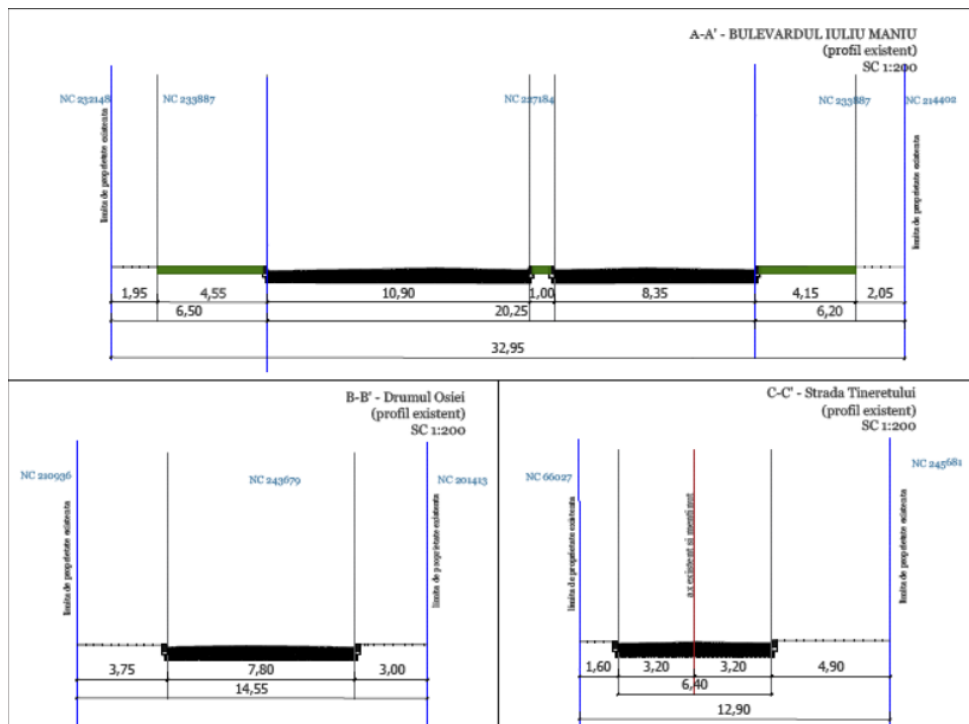 A-A' - BULEVARDUL IULIU MANIU
(profil existent)
SC 1:200
NC 232148
NC 233887
NC 227184
NC 233887
NC 214402
limita de proprietate existenta
limita de proprietate existenta
1,95
4,55
10,90
1,00
8,35
4,15
2,05
6,50
20,25
6,20
32,95
B-B' - Drumul Osiei
(profil existent)
SC 1:200
NC 210936
NC 243679
NC 201413
limita de proprietate existenta
limita de proprietate existenta
3,75
7,80
3,00
14,55
C-C' - Strada Tineretului
(profil existent)
SC 1:200
NC 66027
NC 245681
limita de proprietate existenta
ax existent si mentinut
limita de proprietate existenta
1,60
3,20
3,20
4,90
6,40
12,90